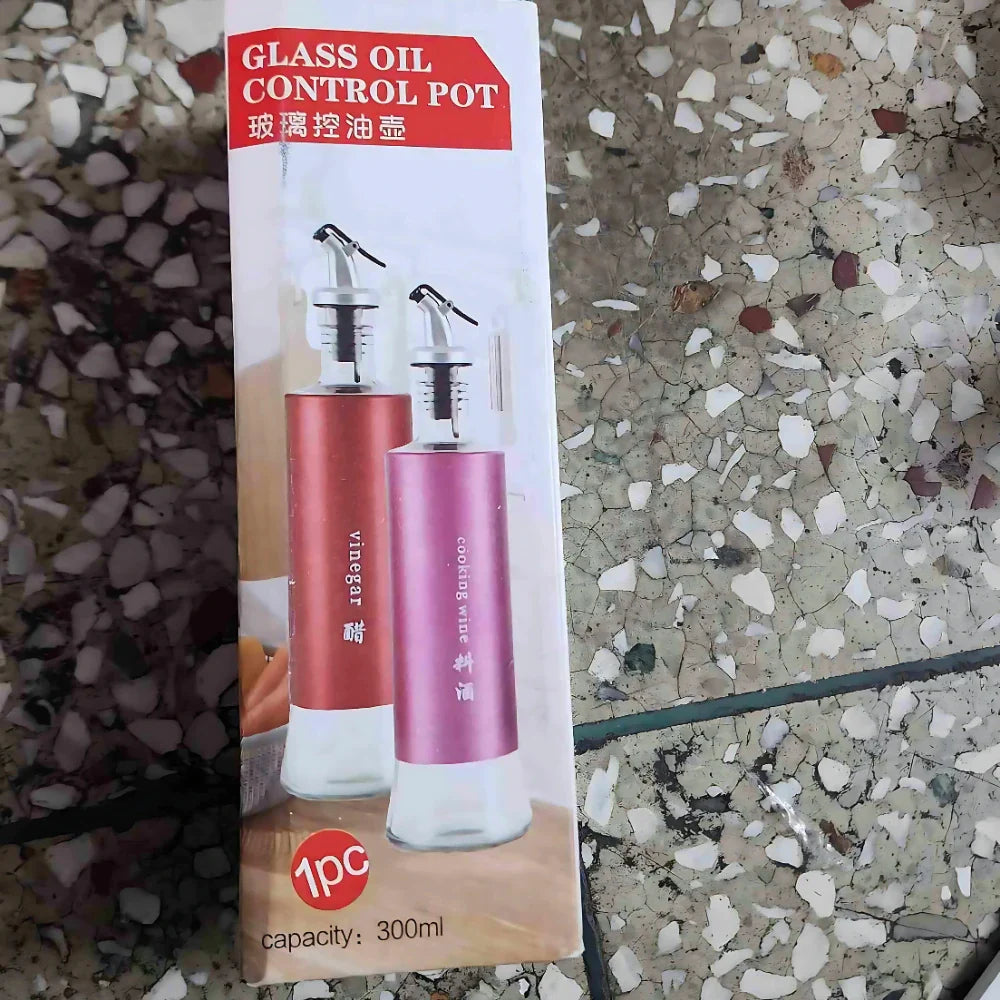 GLASS OIL
CONTROL POT
玻璃控油壶
vinegar 醋
cooking wine 料酒
1pc
capacity: 300ml